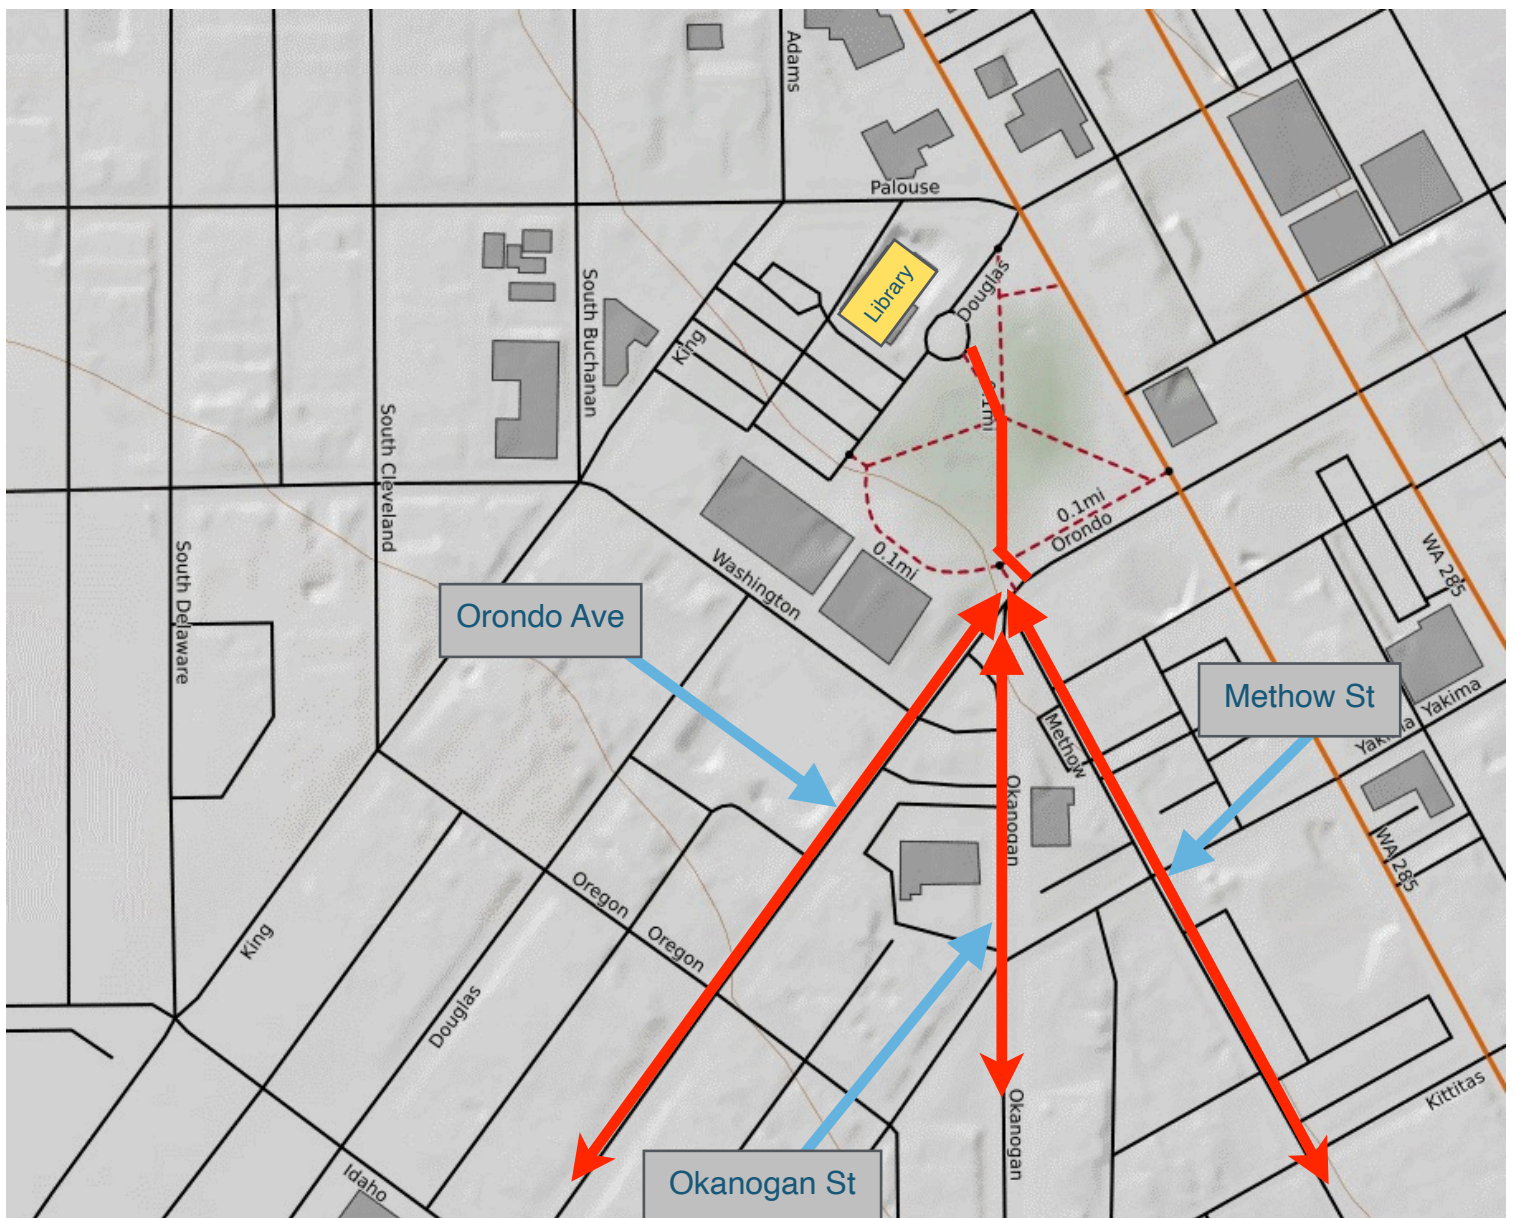 Adams
Palouse
Library
Douglas
South Buchanan
King
.1mi
South Cleveland
0.1mi
Orondo
0.1mi
Washington
WA 285
South Delaware
Orondo Ave
Methow St
Yakima
Methow
Okanogan
WA 285
Oregon
Oregon
King
Douglas
Kittitas
Okanogan
Idaho
Okanogan St